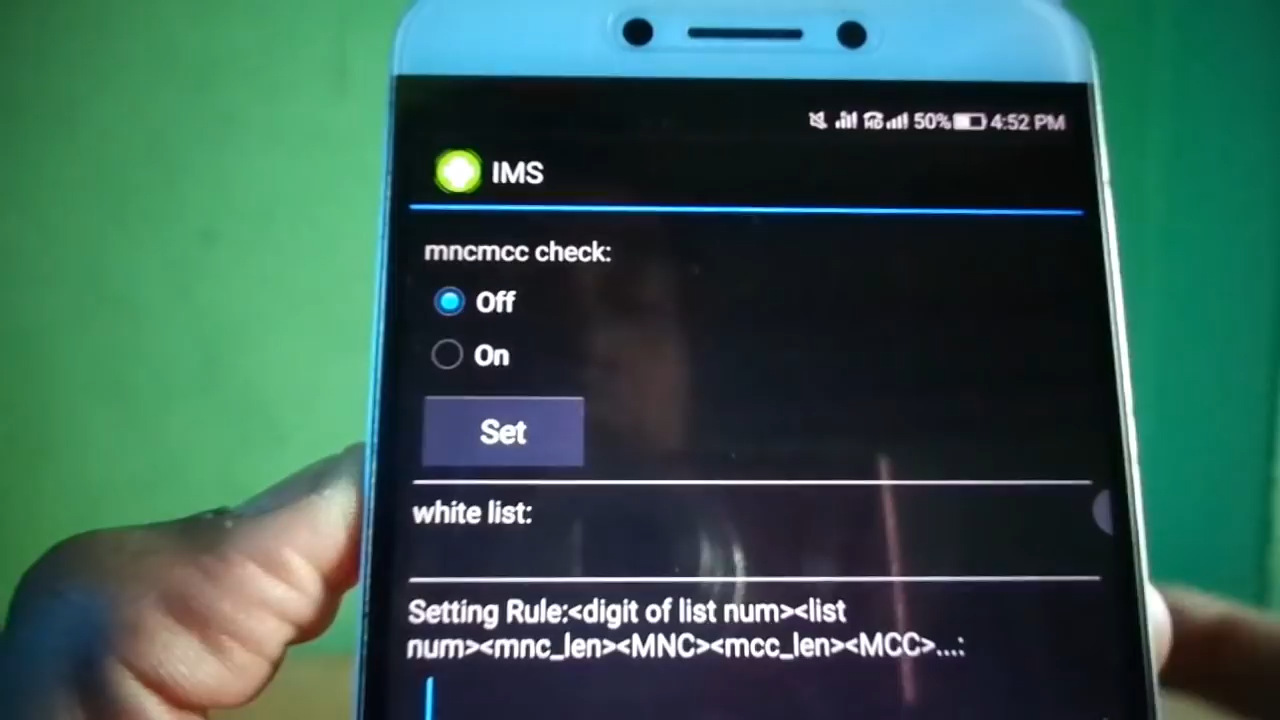 HD 50% 4:52 PM
IMS
mncmcc check:
Off
On
Set
white list:
Setting Rule:<digit of list num><list
num><mnc_len><MNC><mcc_len><MCC>...: